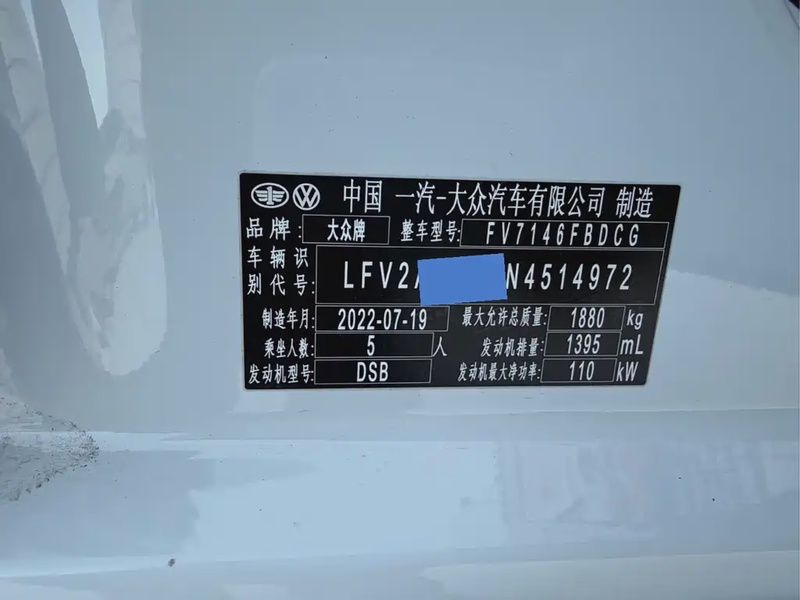 中国 一汽-大众汽车有限公司 制造
品牌: 大众牌 整车型号: FV7146FBDCG
车辆识别代号: LFV2 N4514972
制造年月: 2022-07-19 最大允许总质量: 1880 kg
乘坐人数: 5 人 发动机排量: 1395 mL
发动机型号: DSB 发动机最大净功率: 110 kW